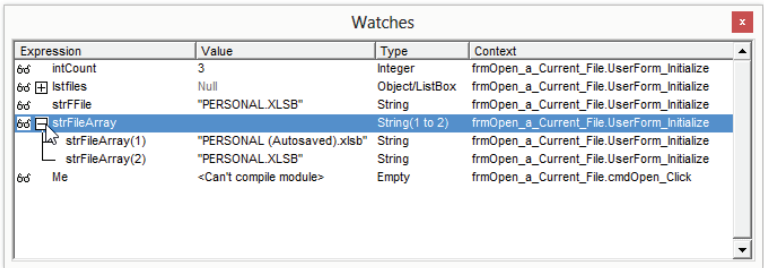 Watches
x
Expression Value Type Context
intCount 3 Integer frmOpen_a_Current_File.UserForm_Initialize
lstfiles Null Object/ListBox frmOpen_a_Current_File.UserForm_Initialize
strFFile "PERSONAL.XLSB" String frmOpen_a_Current_File.UserForm_Initialize
strFileArray String(1 to 2) frmOpen_a_Current_File.UserForm_Initialize
strFileArray(1) "PERSONAL (Autosaved).xlsb" String frmOpen_a_Current_File.UserForm_Initialize
strFileArray(2) "PERSONAL.XLSB" String frmOpen_a_Current_File.UserForm_Initialize
Me <Can't compile module> Empty frmOpen_a_Current_File.cmdOpen_Click